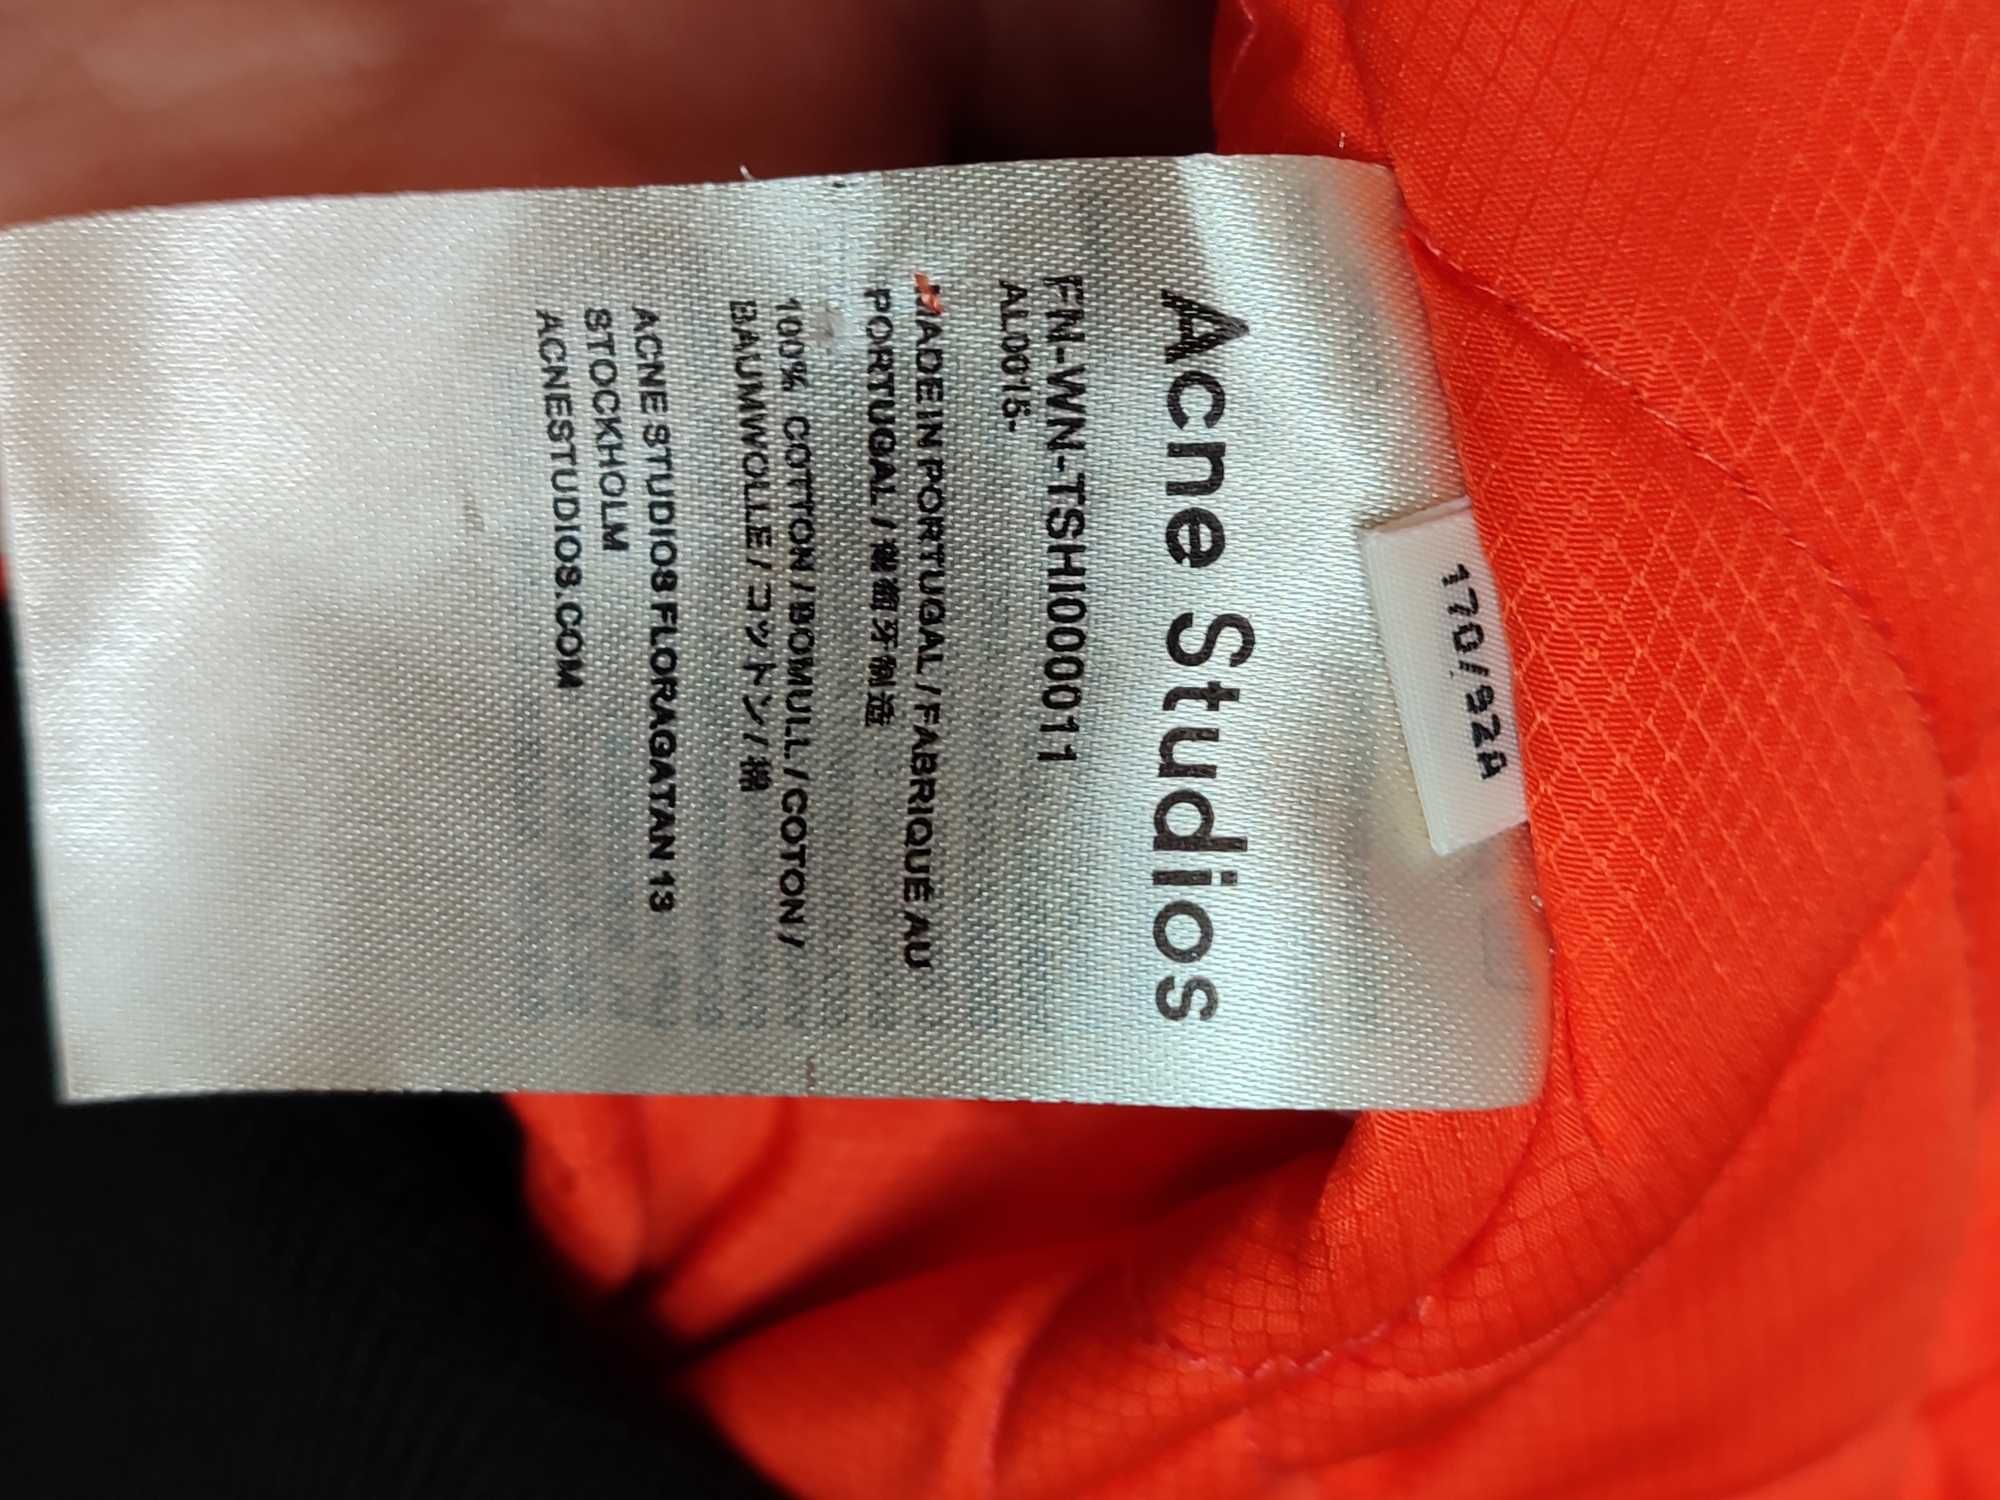 170/92A
Acne Studios
FN-WN-TSHI000011
AL0015-
MADE IN PORTUGAL / FABRIQUÉ AU
PORTUGAL / 葡萄牙制造
100% COTTON / BOMULL / COTON /
BAUMWOLLE / コットン / 棉
ACNE STUDIOS FLORAGATAN 13
STOCKHOLM
ACNESTUDIOS.COM